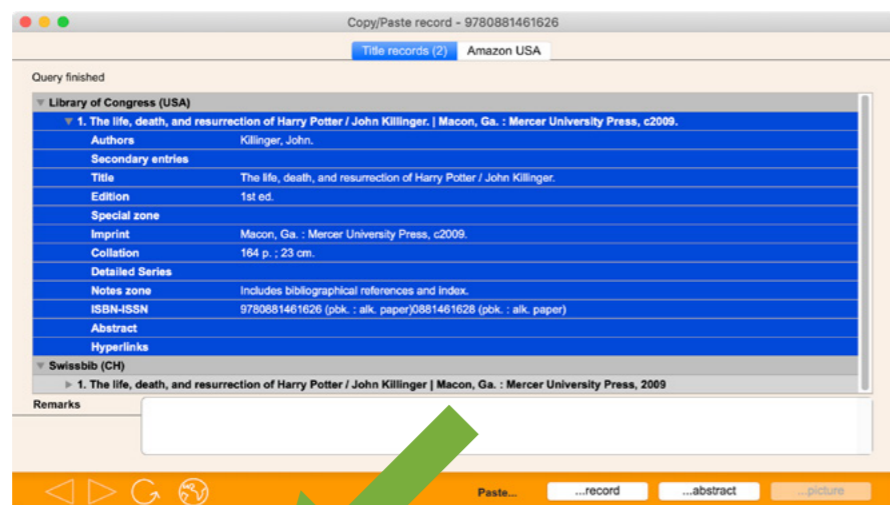 Copy/Paste record - 9780881461626
Title records (2) Amazon USA
Query finished
Library of Congress (USA)
1. The life, death, and resurrection of Harry Potter / John Killinger. | Macon, Ga. : Mercer University Press, c2009.
Authors Killinger, John.
Secondary entries
Title The life, death, and resurrection of Harry Potter / John Killinger.
Edition 1st ed.
Special zone
Imprint Macon, Ga. : Mercer University Press, c2009.
Collation 164 p. ; 23 cm.
Detailed Series
Notes zone Includes bibliographical references and index.
ISBN-ISSN 9780881461626 (pbk. : alk. paper)0881461628 (pbk. : alk. paper)
Abstract
Hyperlinks
Swissbib (CH)
1. The life, death, and resurrection of Harry Potter / John Killinger | Macon, Ga. : Mercer University Press, 2009
Remarks
Paste... ...record ...abstract ...picture